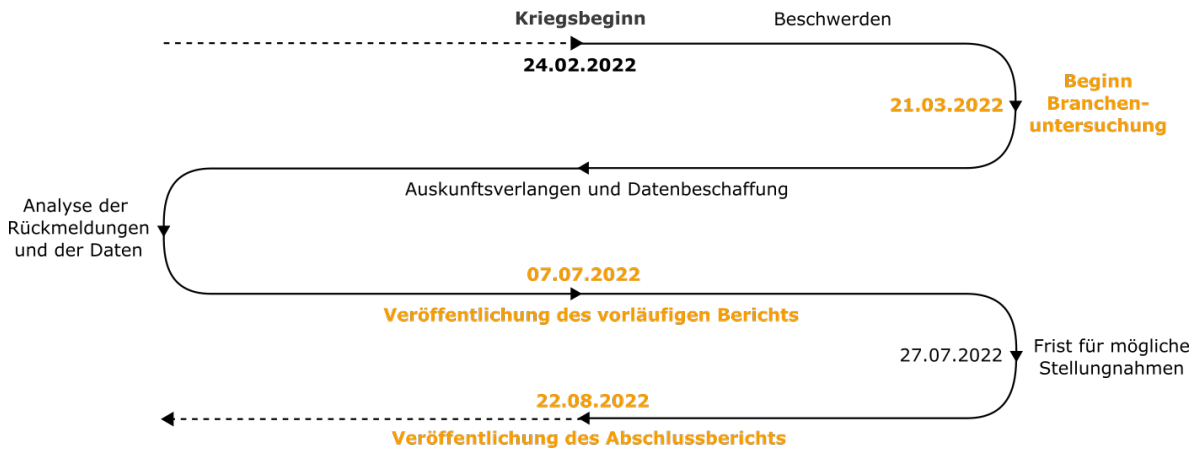 Kriegsbeginn
Beschwerden
24.02.2022
Beginn
Branchen-
untersuchung
21.03.2022
Auskunftsverlangen und Datenbeschaffung
Analyse der
Rückmeldungen
und der Daten
07.07.2022
Veröffentlichung des vorläufigen Berichts
27.07.2022
Frist für mögliche
Stellungnahmen
22.08.2022
Veröffentlichung des Abschlussberichts